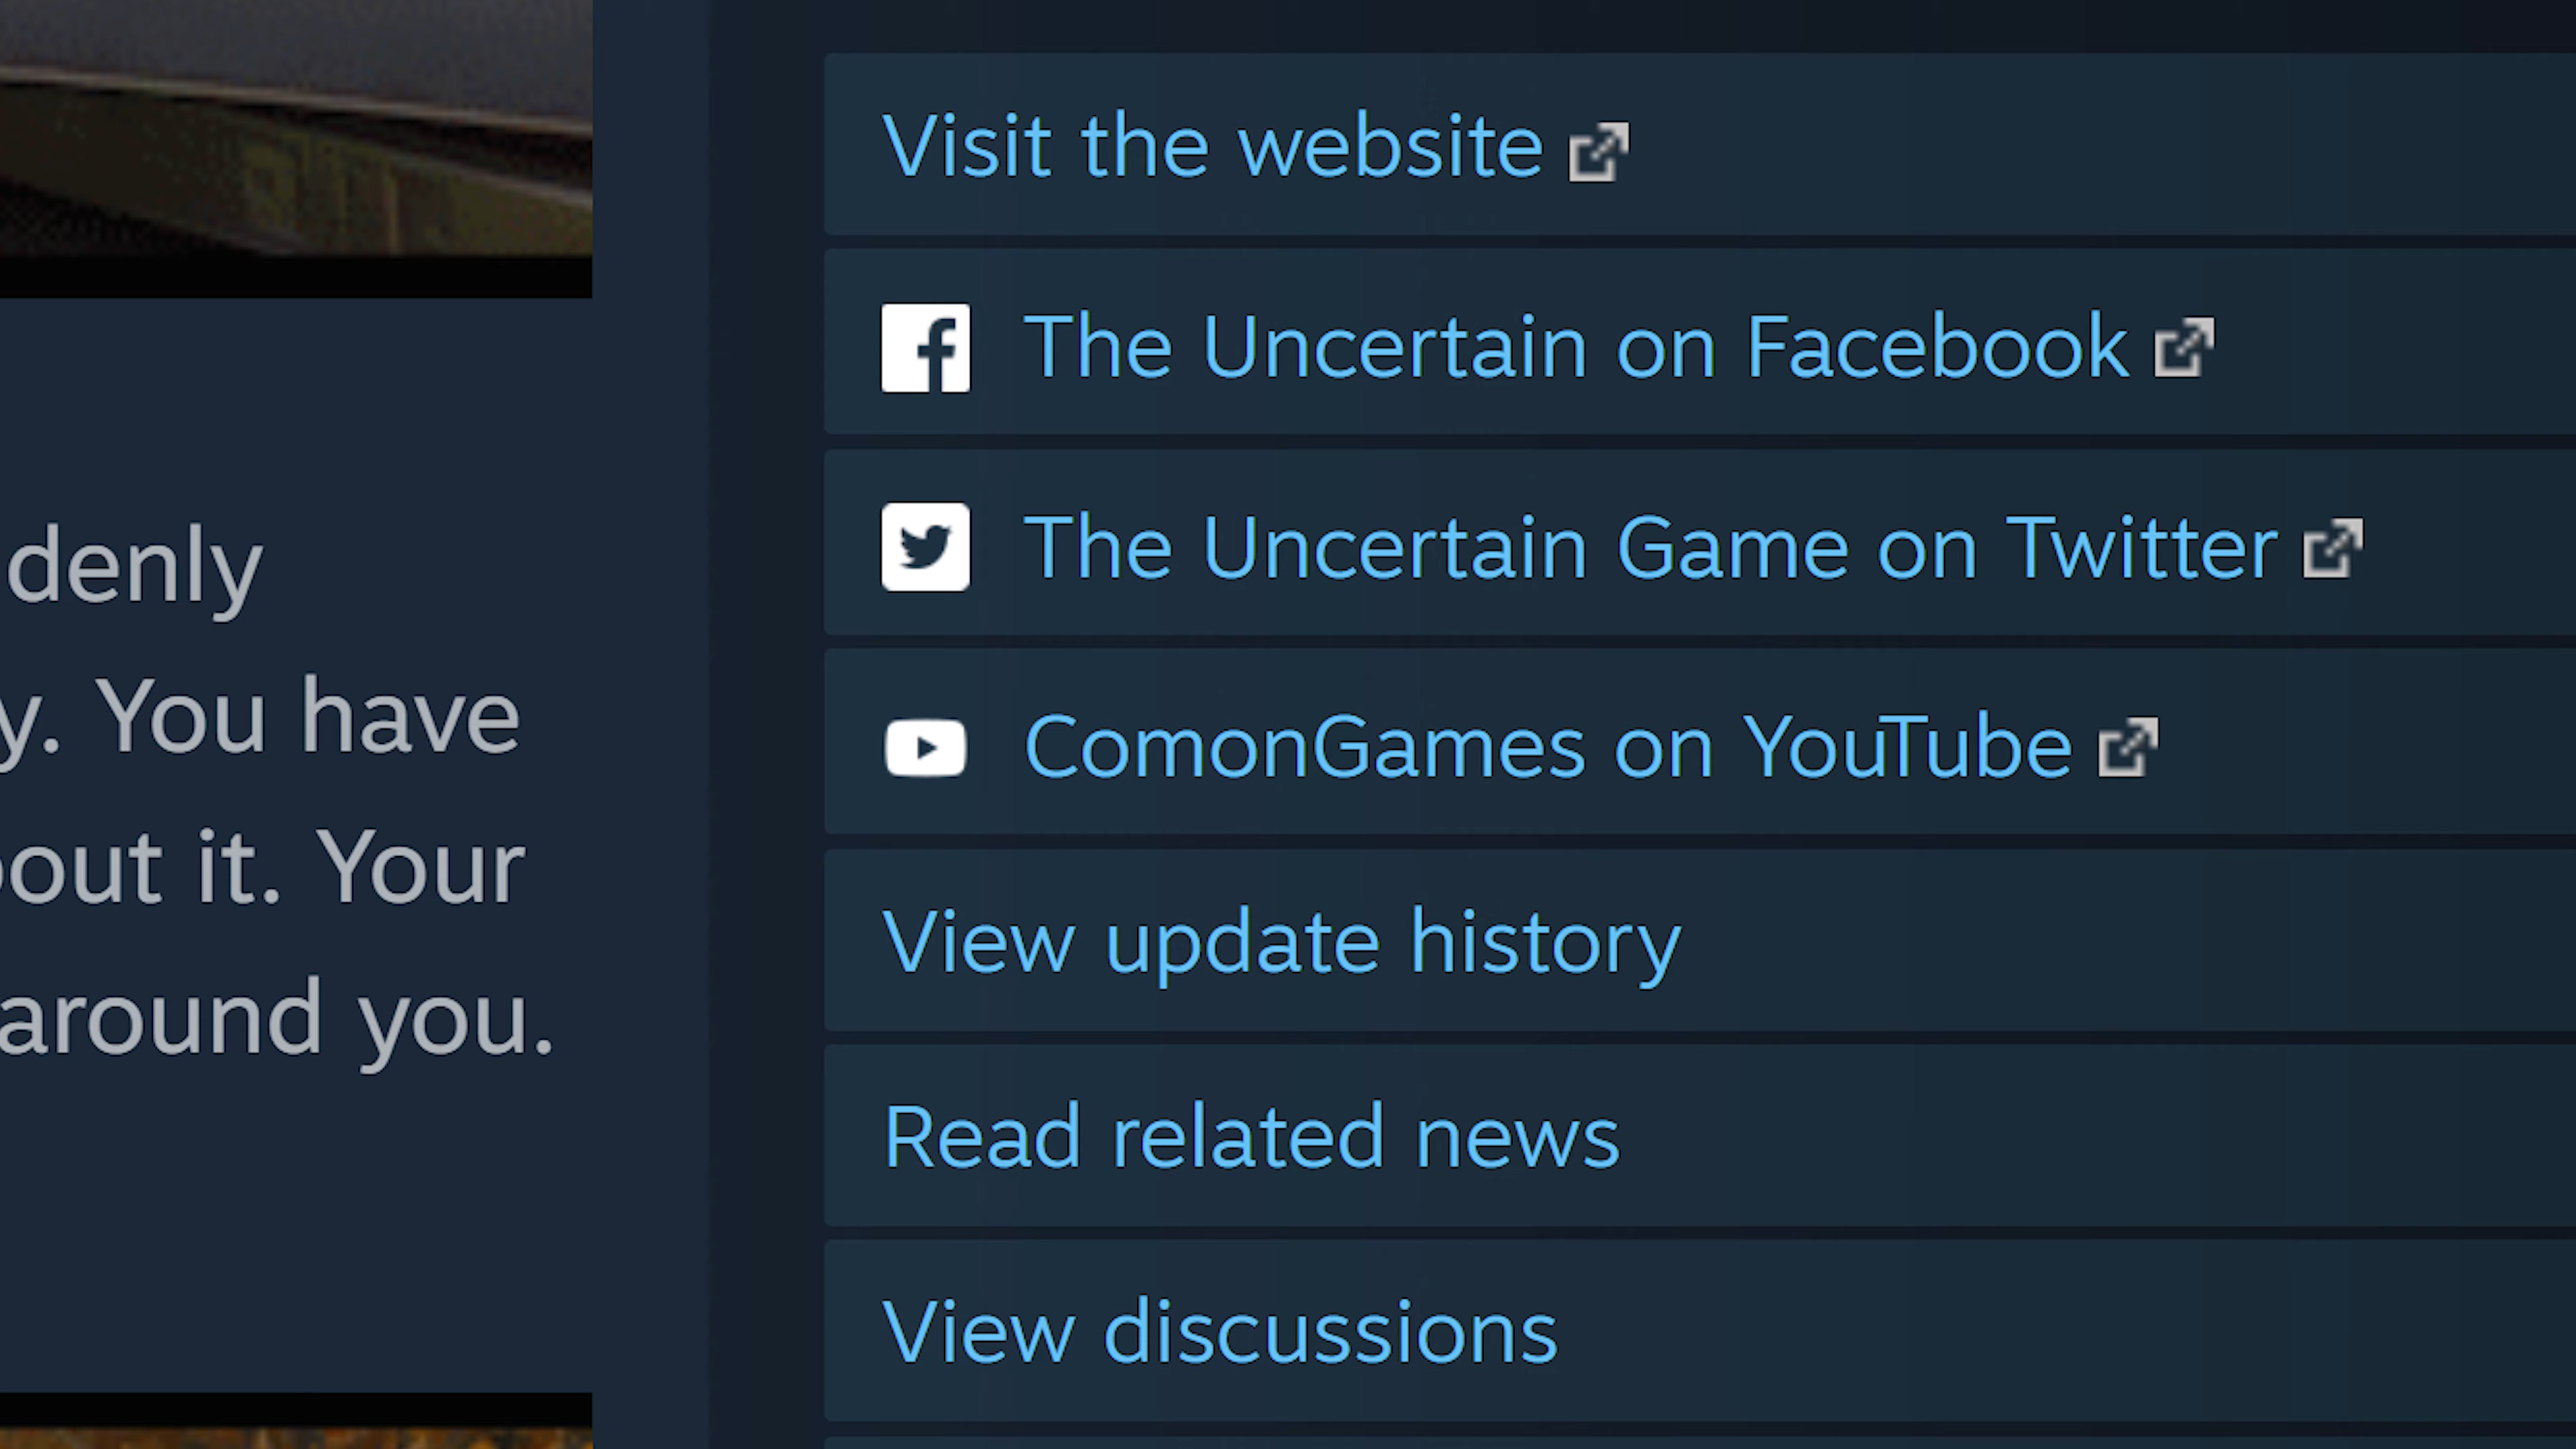 denly
y. You have
out it. Your
around you.
Visit the website
The Uncertain on Facebook
The Uncertain Game on Twitter
ComonGames on YouTube
View update history
Read related news
View discussions